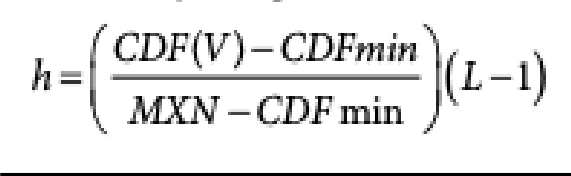 h = ( CDF(V) – CDFmin / MXN – CDF min ) (L – 1)